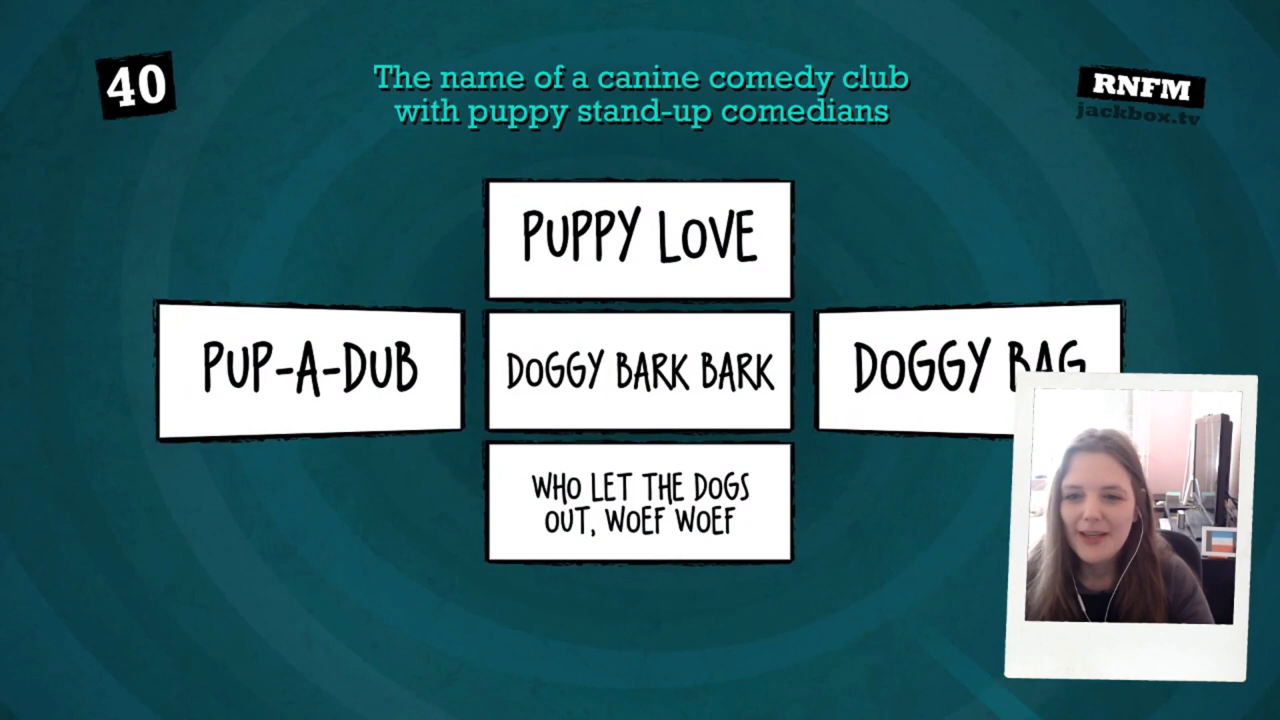 40
The name of a canine comedy club
with puppy stand-up comedians
RNFM
jackbox.tv
PUPPY LOVE
PUP-A-DUB
DOGGY BARK BARK
DOGGY BAG
WHO LET THE DOGS
OUT, WOEF WOEF